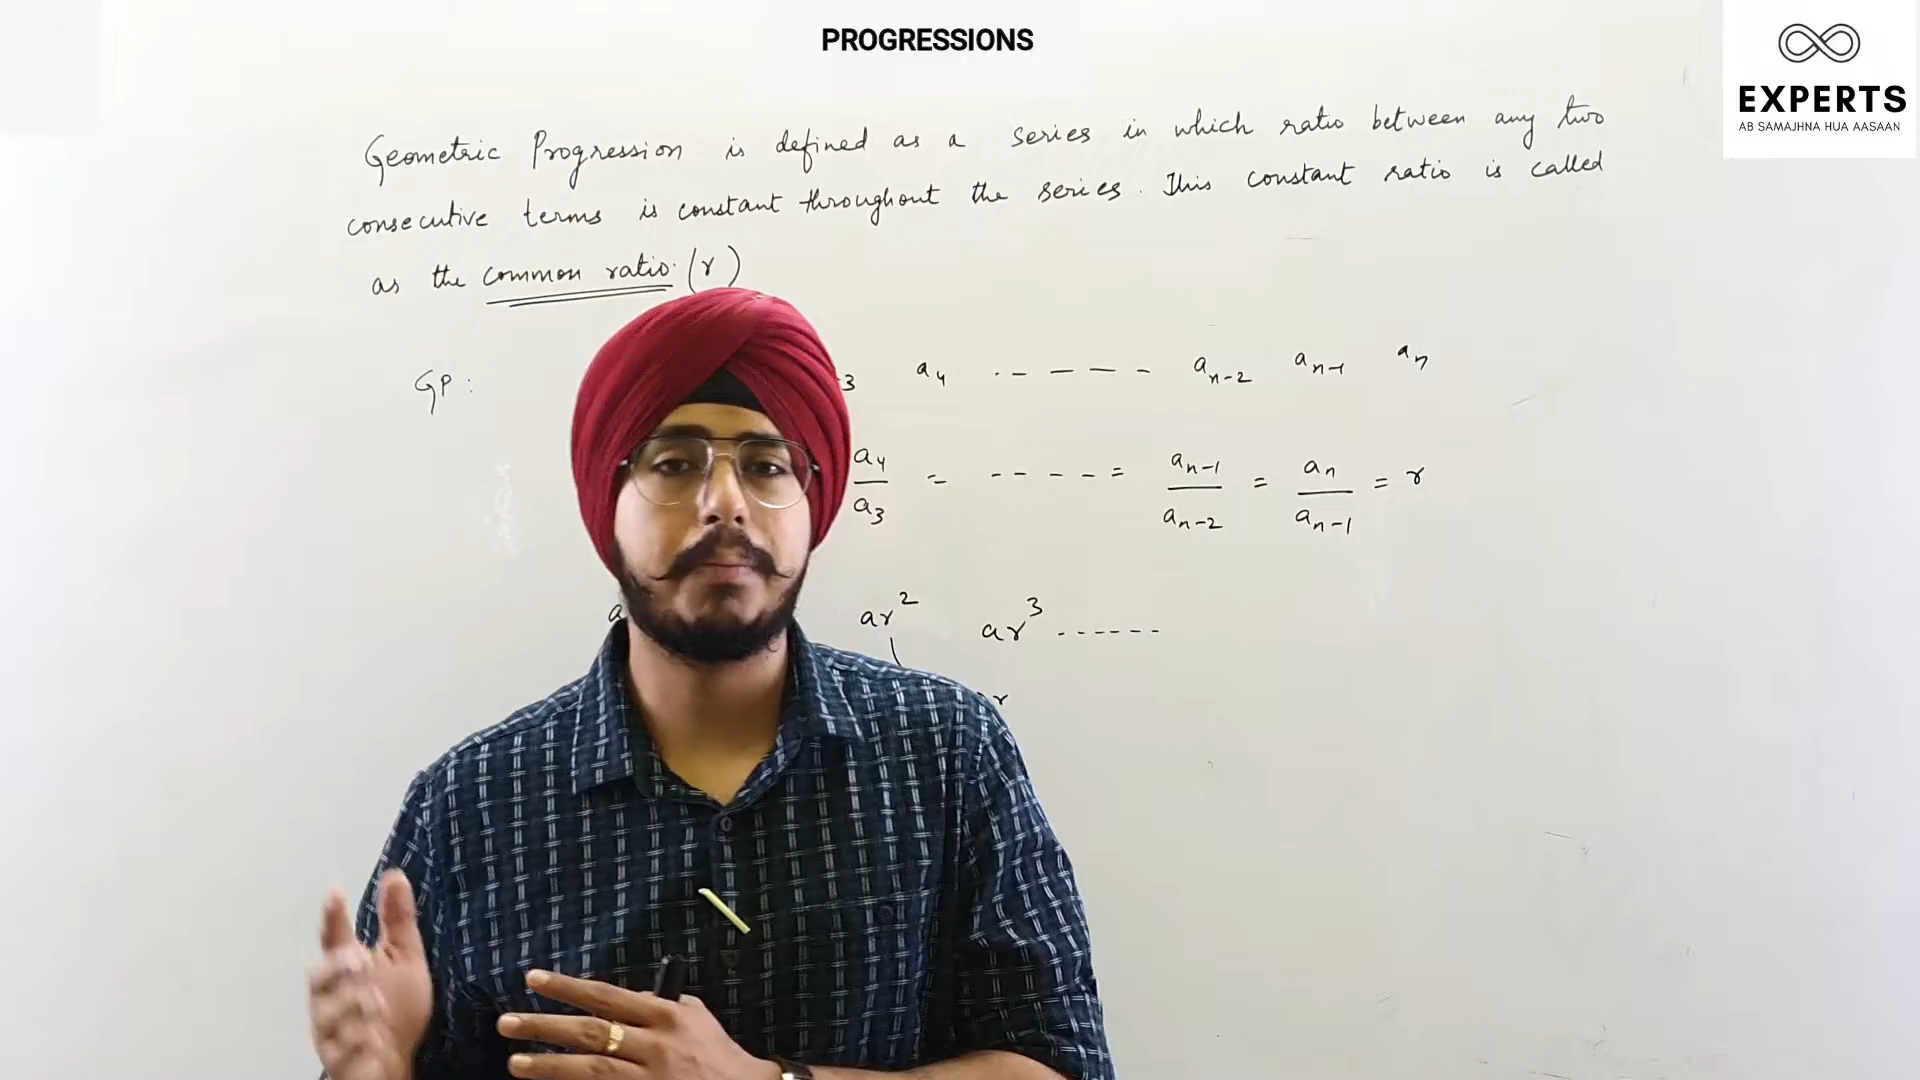 PROGRESSIONS
EXPERTS
AB SAMAJHNA HUA AASAAN
Geometric Progression is defined as a series in which ratio between any two
consecutive terms is constant throughout the series. This constant ratio is called
as the common ratio. (r)
GP: 3 a₄ - - - - - aₙ₋₂ aₙ₋₁ aₙ
a₄/a₃ = - - - - - = aₙ₋₁/aₙ₋₂ = aₙ/aₙ₋₁ = r
a ar² ar³ ------
r